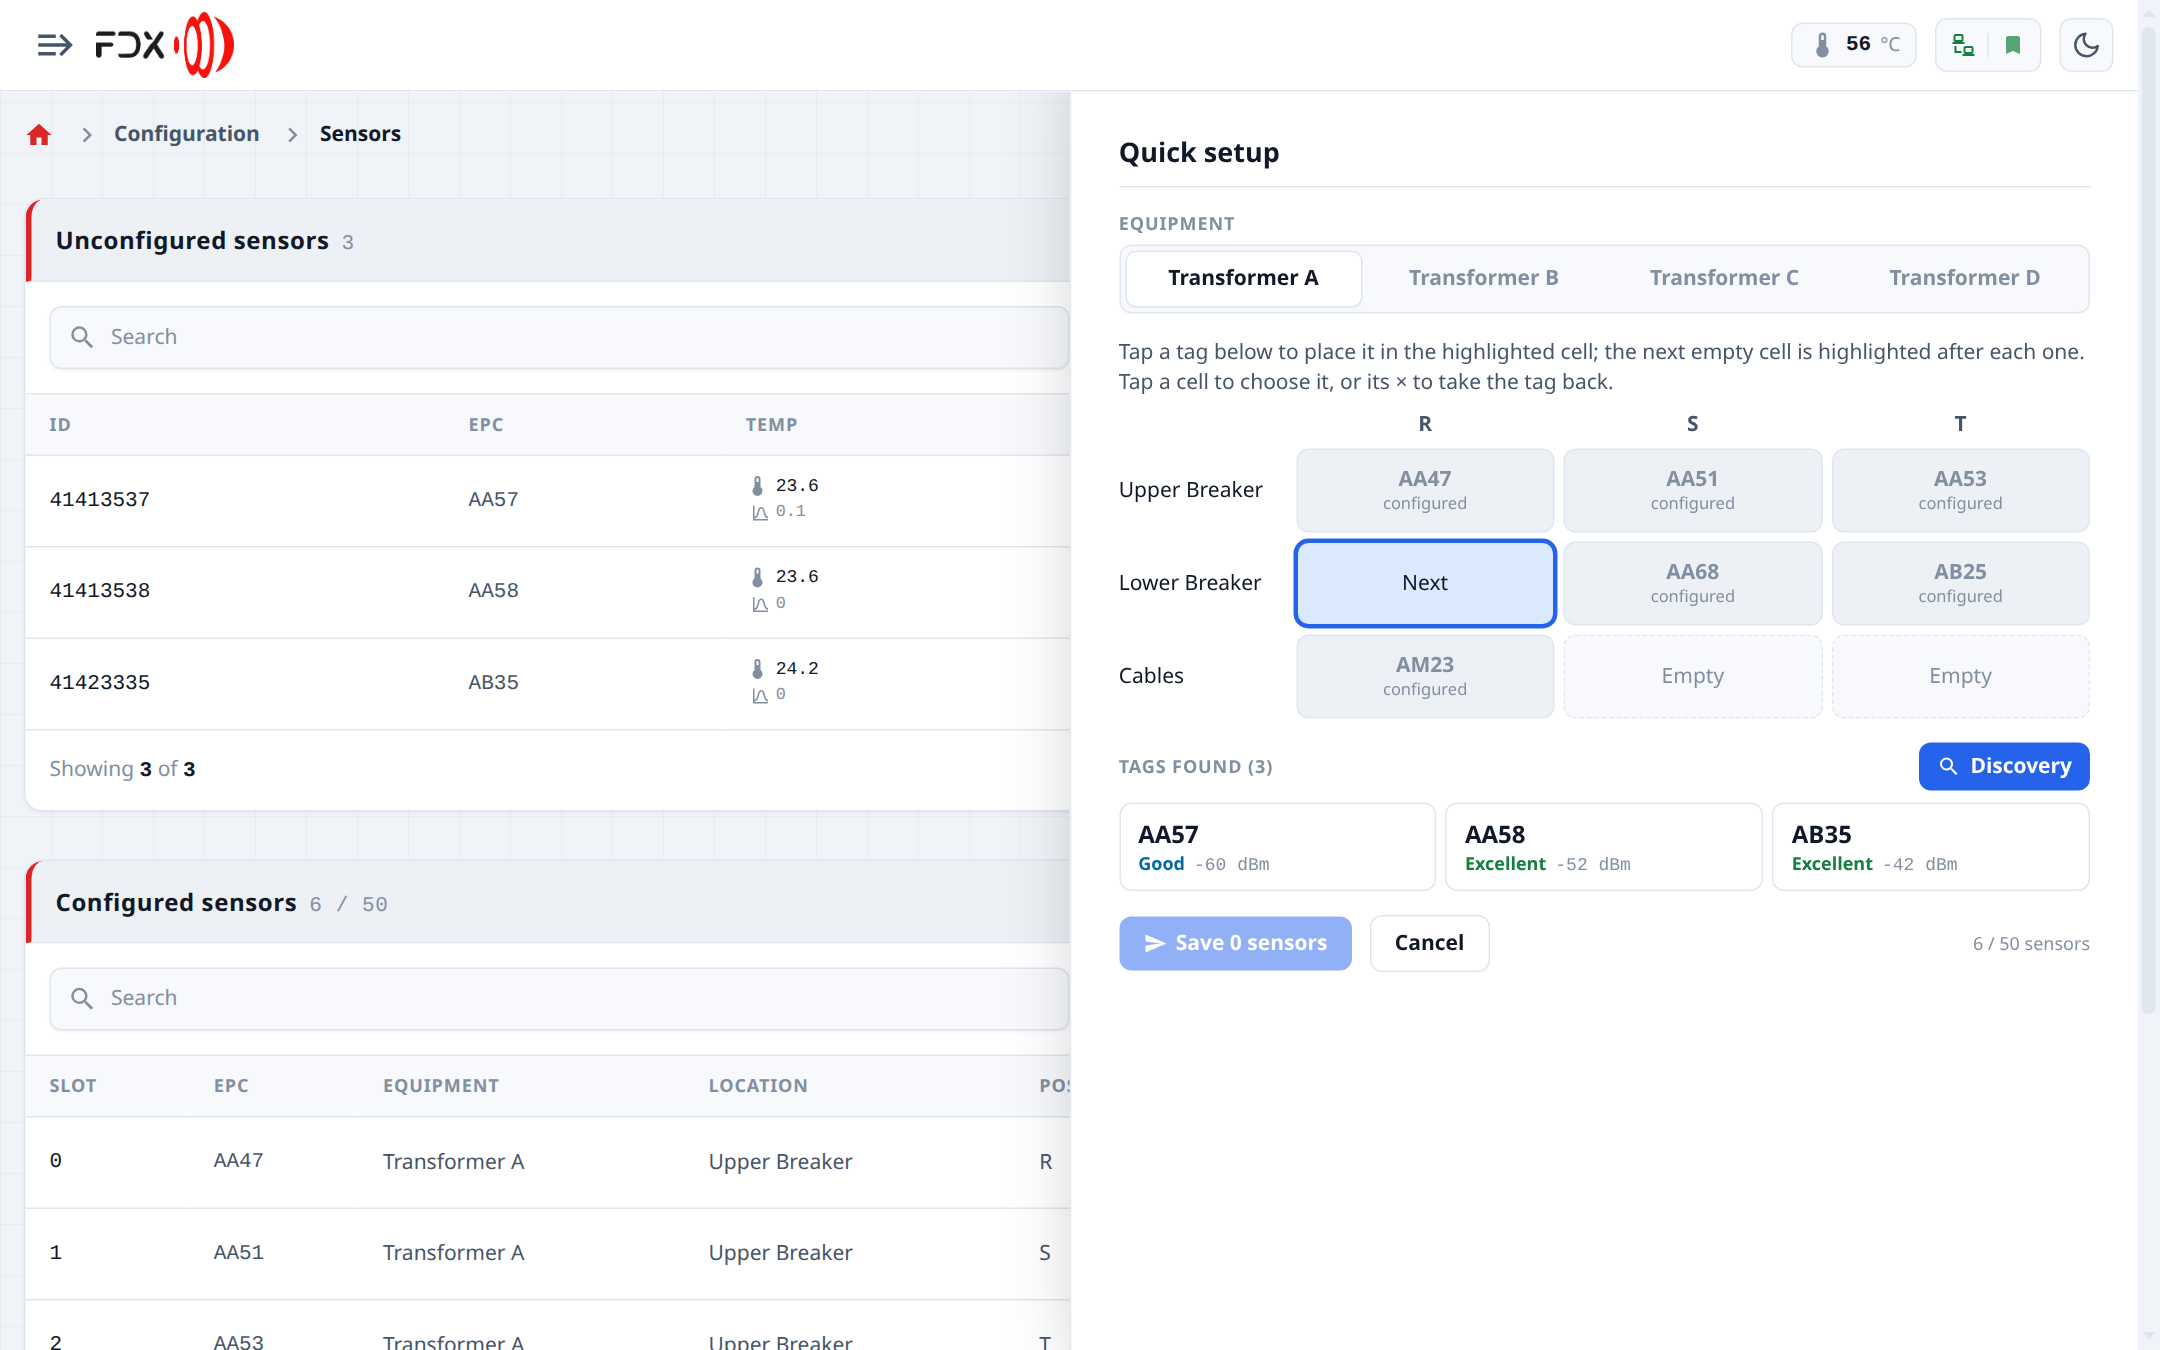 FDX
56 °C
Configuration
Sensors
Unconfigured sensors 3
Search
ID EPC TEMP
41413537 AA57 23.6
0.1
41413538 AA58 23.6
0
41423335 AB35 24.2
0
Showing 3 of 3
Configured sensors 6 / 50
Search
SLOT EPC EQUIPMENT LOCATION POS
0 AA47 Transformer A Upper Breaker R
1 AA51 Transformer A Upper Breaker S
2 AA53 Transformer A Upper Breaker T
Quick setup
EQUIPMENT
Transformer A Transformer B Transformer C Transformer D
Tap a tag below to place it in the highlighted cell; the next empty cell is highlighted after each one.
Tap a cell to choose it, or its × to take the tag back.
R S T
Upper Breaker AA47 configured AA51 configured AA53 configured
Lower Breaker Next AA68 configured AB25 configured
Cables AM23 configured Empty Empty
TAGS FOUND (3)
Discovery
AA57
Good -60 dBm
AA58
Excellent -52 dBm
AB35
Excellent -42 dBm
Save 0 sensors
Cancel
6 / 50 sensors